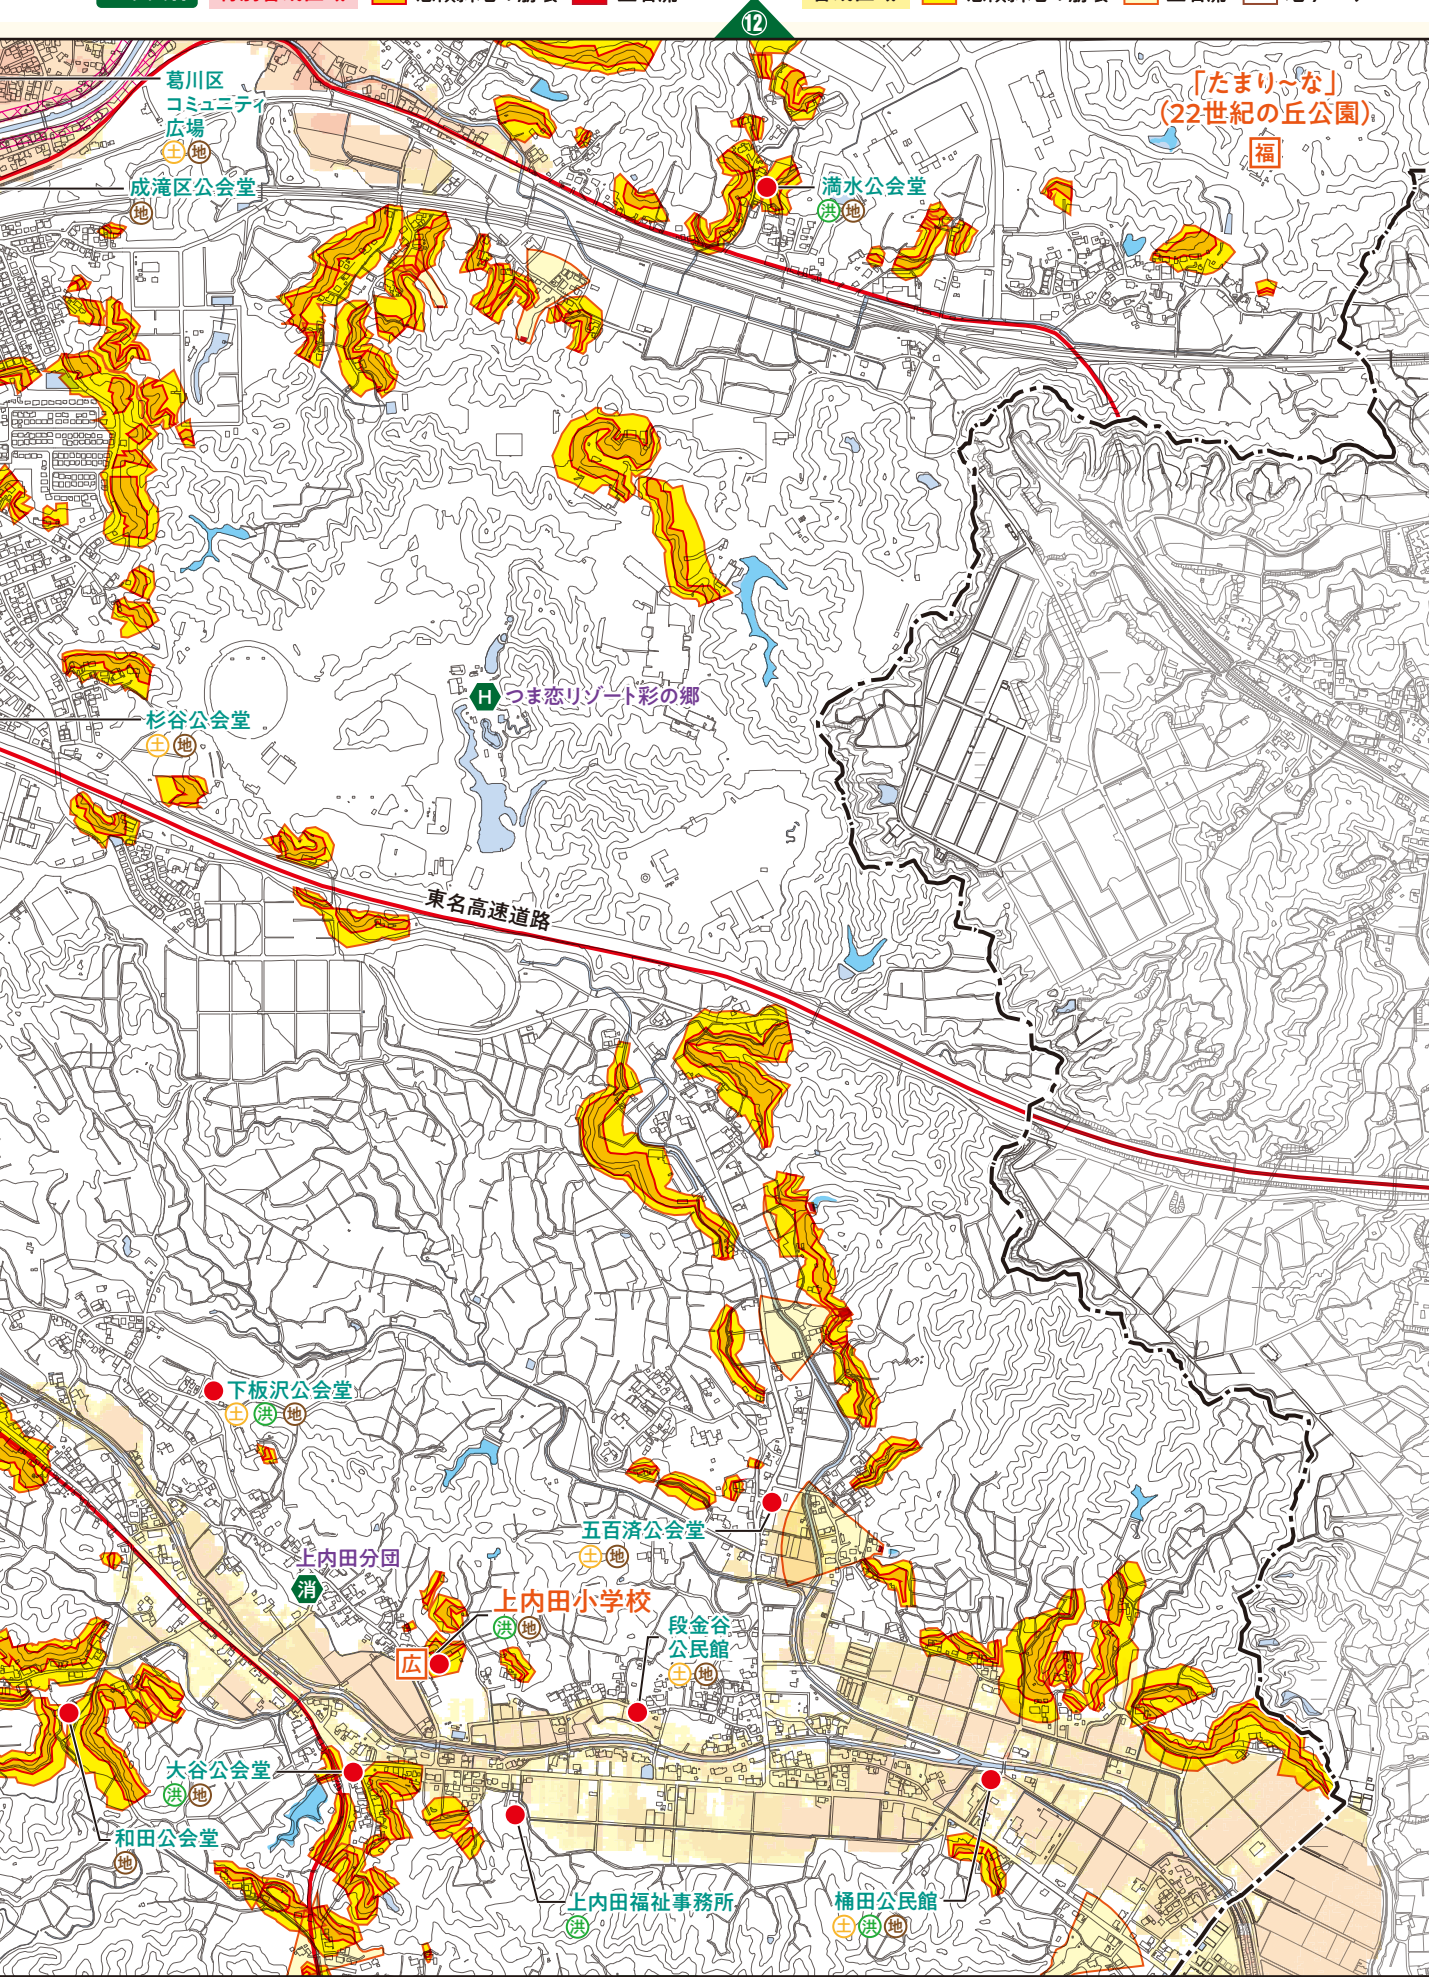 ⑫
葛川区
コミュニティ
広場
土 地
成滝区公会堂
地
満水公会堂
洪 地
「たまり～な」
(22世紀の丘公園)
福
H つま恋リゾート彩の郷
杉谷公会堂
土 地
東名高速道路
下板沢公会堂
土 洪 地
五百済公会堂
土 地
上内田分団
消
上内田小学校
洪 地
広
段金谷
公民館
土 地
大谷公会堂
洪 地
和田公会堂
地
上内田福祉事務所
洪
桶田公民館
土 洪 地